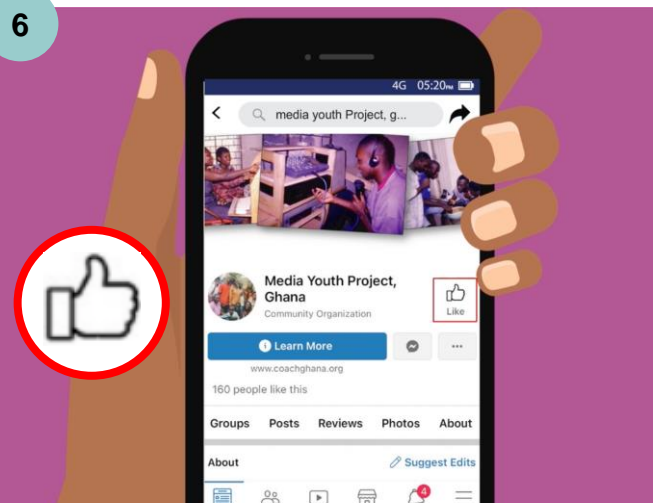 6
4G 05:20PM
media youth Project, g...
Media Youth Project,
Ghana
Community Organization
Like
Learn More
www.coachghana.org
160 people like this
Groups Posts Reviews Photos About
About Suggest Edits
4